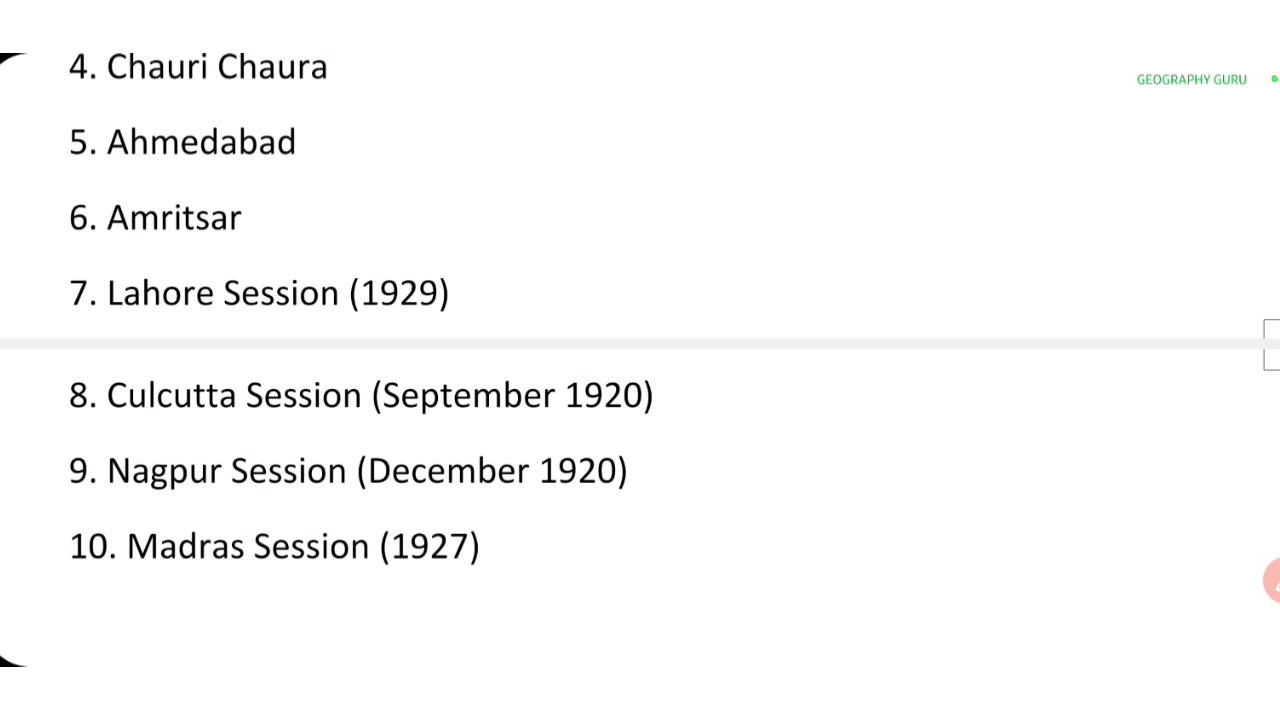 4. Chauri Chaura
GEOGRAPHY GURU
5. Ahmedabad
6. Amritsar
7. Lahore Session (1929)
8. Culcutta Session (September 1920)
9. Nagpur Session (December 1920)
10. Madras Session (1927)